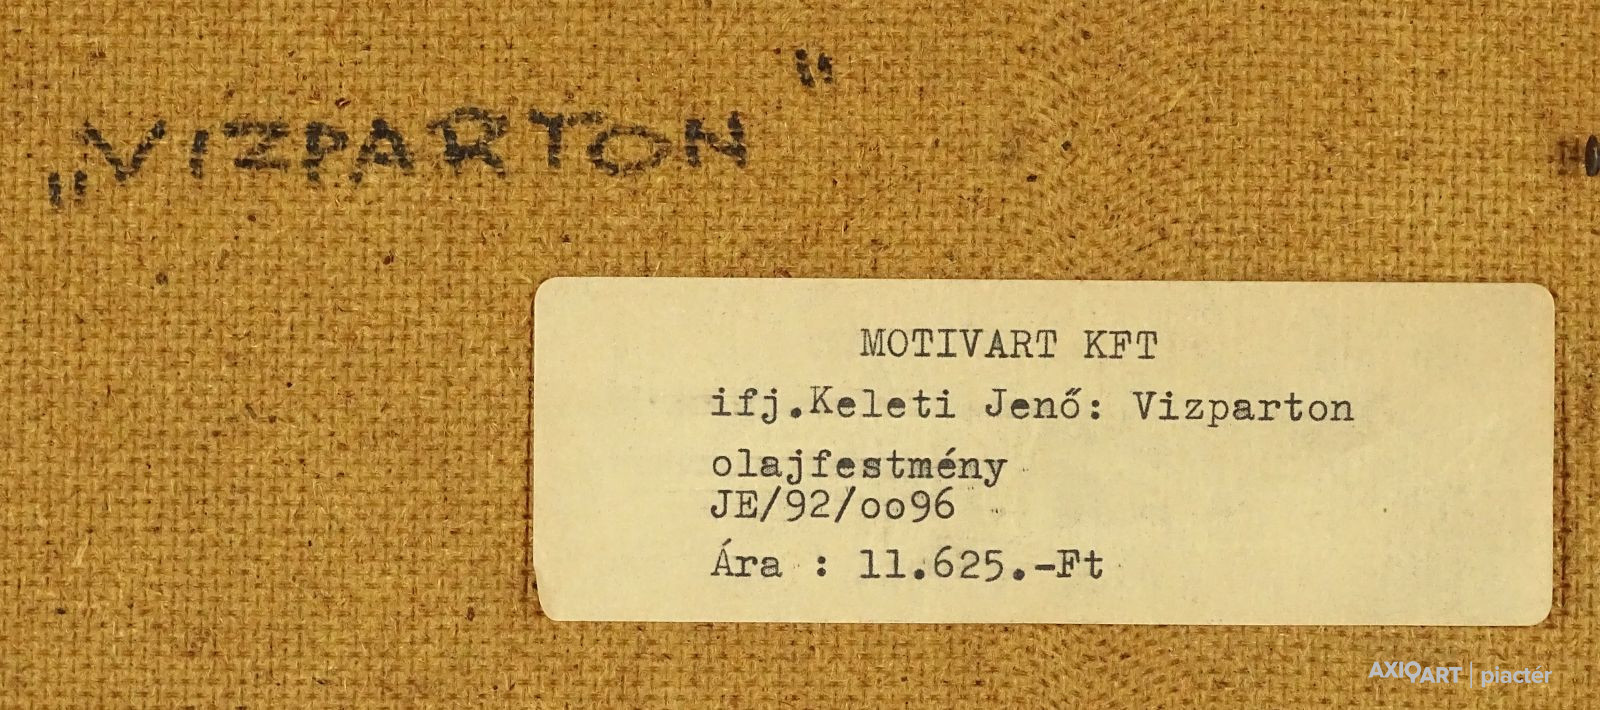 „VIZPARTON"
MOTIVART KFT
ifj.Keleti Jenő: Vizparton
olajfestmény
JE/92/oo96
Ára : 11.625.-Ft
AXIOART | piactér